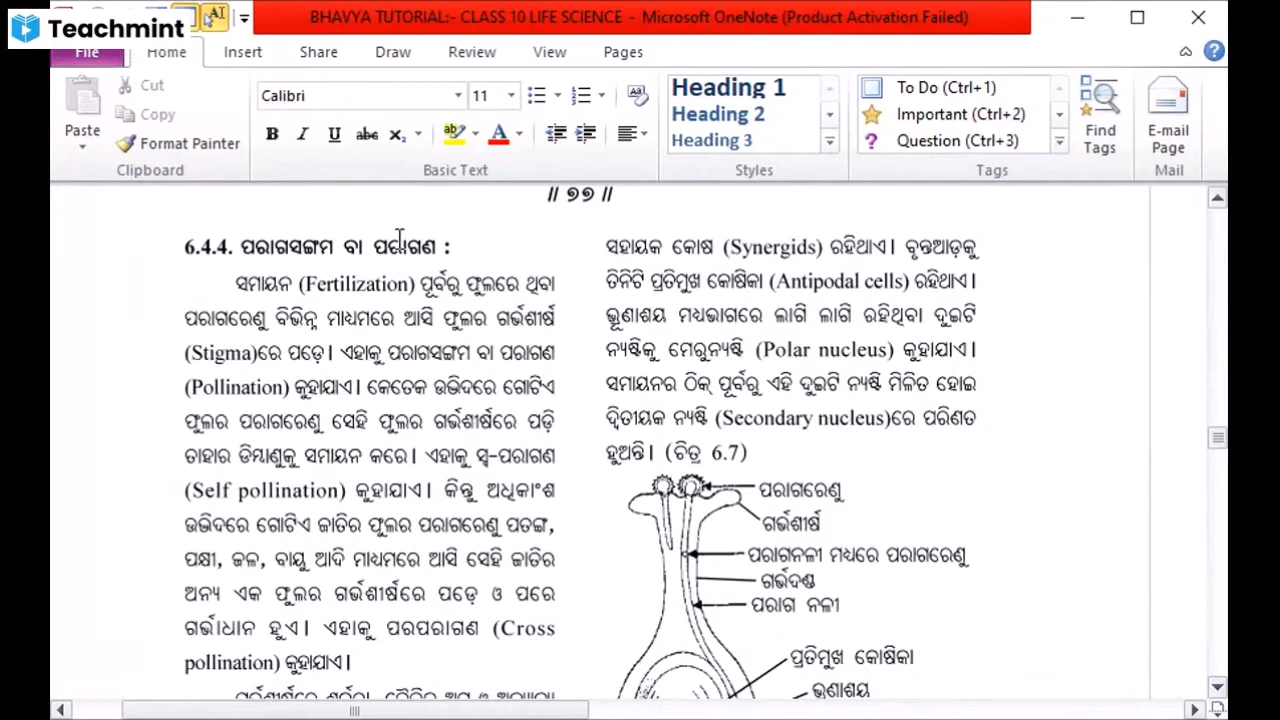 Teachmint
BHAVYA TUTORIAL:- CLASS 10 LIFE SCIENCE - Microsoft OneNote (Product Activation Failed)
File Home Insert Share Draw Review View Pages
Paste
Cut
Copy
Format Painter
Clipboard
Calibri 11
Basic Text
Heading 1
Heading 2
Heading 3
Styles
To Do (Ctrl+1)
Important (Ctrl+2)
Question (Ctrl+3)
Find
Tags
Tags
E-mail
Page
Mail
// ୭୭ //
6.4.4. ପରାଗସଙ୍ଗମ ବା ପରାଗଣ :
ସମାୟନ (Fertilization) ପୂର୍ବରୁ ଫୁଲରେ ଥିବା
ପରାଗରେଣୁ ବିଭିନ୍ନ ମାଧ୍ୟମରେ ଆସି ଫୁଲର ଗର୍ଭଶୀର୍ଷ
(Stigma)ରେ ପଡ଼େ। ଏହାକୁ ପରାଗସଙ୍ଗମ ବା ପରାଗଣ
(Pollination) କୁହାଯାଏ। କେତେକ ଉଦ୍ଭିଦରେ ଗୋଟିଏ
ଫୁଲର ପରାଗରେଣୁ ସେହି ଫୁଲର ଗର୍ଭଶୀର୍ଷରେ ପଡ଼ି
ତାହାର ଡିମ୍ବାଣୁକୁ ସମାୟନ କରେ। ଏହାକୁ ସ୍ୱ-ପରାଗଣ
(Self pollination) କୁହାଯାଏ। କିନ୍ତୁ ଅଧିକାଂଶ
ଉଦ୍ଭିଦରେ ଗୋଟିଏ ଜାତିର ଫୁଲର ପରାଗରେଣୁ ପତଙ୍ଗ,
ପକ୍ଷୀ, ଜଳ, ବାୟୁ ଆଦି ମାଧ୍ୟମରେ ଆସି ସେହି ଜାତିର
ଅନ୍ୟ ଏକ ଫୁଲର ଗର୍ଭଶୀର୍ଷରେ ପଡ଼େ ଓ ପରେ
ଗର୍ଭାଧାନ ହୁଏ। ଏହାକୁ ପରପରାଗଣ (Cross
pollination) କୁହାଯାଏ।
ସହାୟକ କୋଷ (Synergids) ରହିଥାଏ। ବୃନ୍ତଆଡ଼କୁ
ତିନିଟି ପ୍ରତିମୁଖ କୋଷିକା (Antipodal cells) ରହିଥାଏ।
ଭ୍ରୂଣାଶୟ ମଧ୍ୟଭାଗରେ ଲାଗି ଲାଗି ରହିଥିବା ଦୁଇଟି
ନ୍ୟଷ୍ଟିକୁ ମେରୁନ୍ୟଷ୍ଟି (Polar nucleus) କୁହାଯାଏ।
ସମାୟନର ଠିକ୍ ପୂର୍ବରୁ ଏହି ଦୁଇଟି ନ୍ୟଷ୍ଟି ମିଳିତ ହୋଇ
ଦ୍ୱିତୀୟକ ନ୍ୟଷ୍ଟି (Secondary nucleus)ରେ ପରିଣତ
ହୁଅନ୍ତି। (ଚିତ୍ର 6.7)
ପରାଗରେଣୁ
ଗର୍ଭଶୀର୍ଷ
ପରାଗନଳୀ ମଧ୍ୟରେ ପରାଗରେଣୁ
ଗର୍ଭଦଣ୍ଡ
ପରାଗ ନଳୀ
ପ୍ରତିମୁଖ କୋଷିକା
ଭ୍ରୂଣାଶୟ